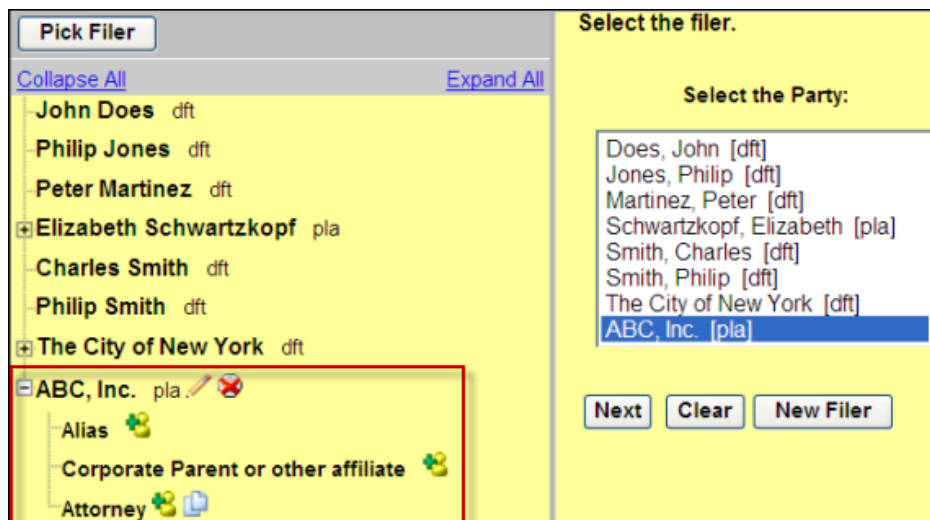 Pick Filer
Collapse All Expand All
John Does dft
Philip Jones dft
Peter Martinez dft
Elizabeth Schwartzkopf pla
Charles Smith dft
Philip Smith dft
The City of New York dft
ABC, Inc. pla
Alias
Corporate Parent or other affiliate
Attorney
Select the filer.
Select the Party:
Does, John [dft]
Jones, Philip [dft]
Martinez, Peter [dft]
Schwartzkopf, Elizabeth [pla]
Smith, Charles [dft]
Smith, Philip [dft]
The City of New York [dft]
ABC, Inc. [pla]
Next Clear New Filer